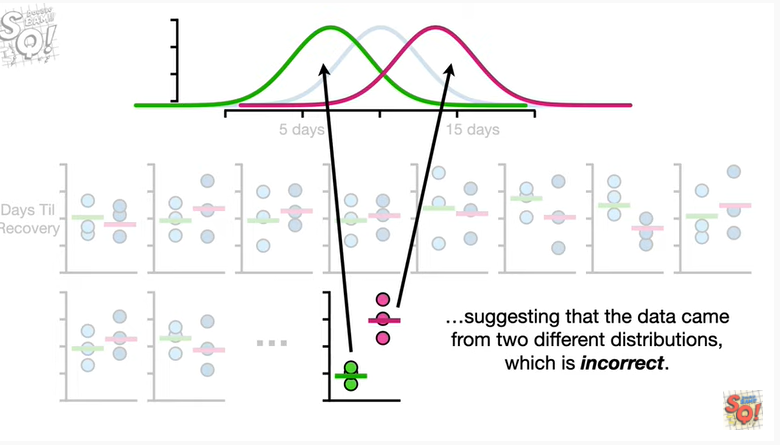 5 days
15 days
Days Til
Recovery
...
…suggesting that the data came
from two different distributions,
which is incorrect.
SQ!